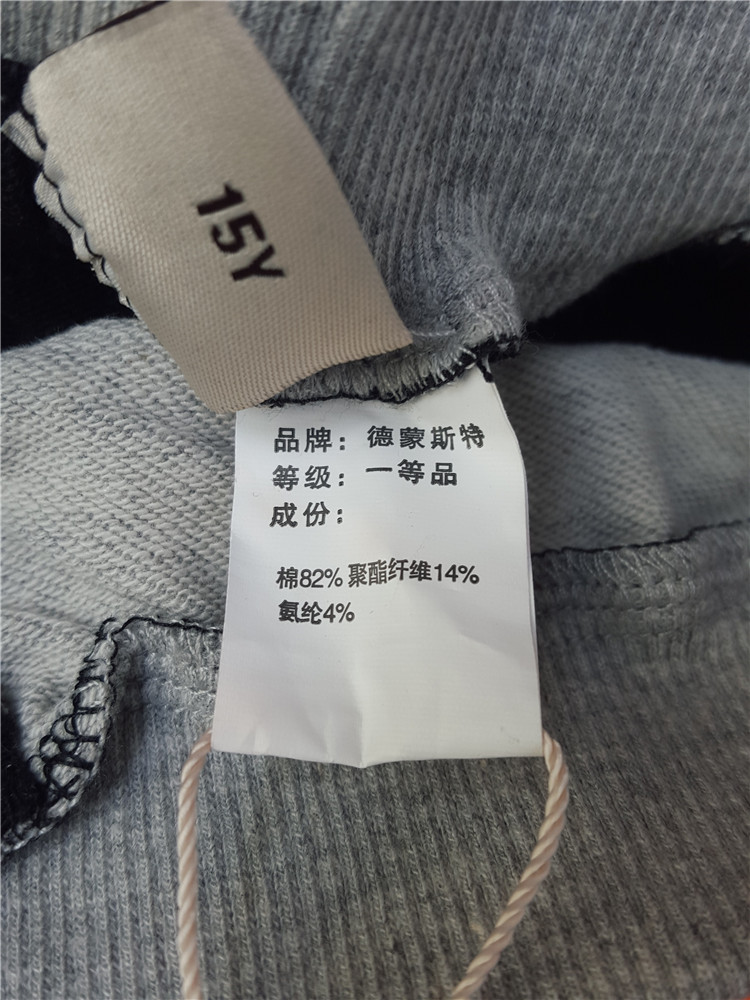 15Y
品牌：德蒙斯特
等级：一等品
成份：
棉82% 聚酯纤维14%
氨纶4%